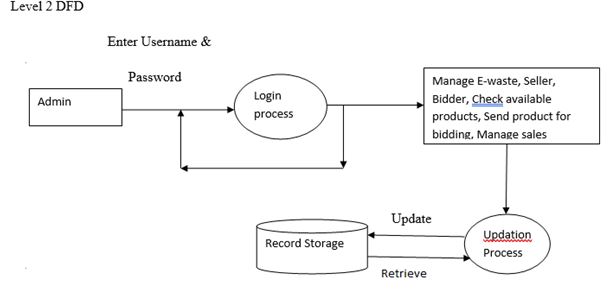 Level 2 DFD
Enter Username &
Password
Admin
Login
process
Manage E-waste, Seller,
Bidder, Check available
products, Send product for
bidding, Manage sales
Update
Record Storage
Updation
Process
Retrieve